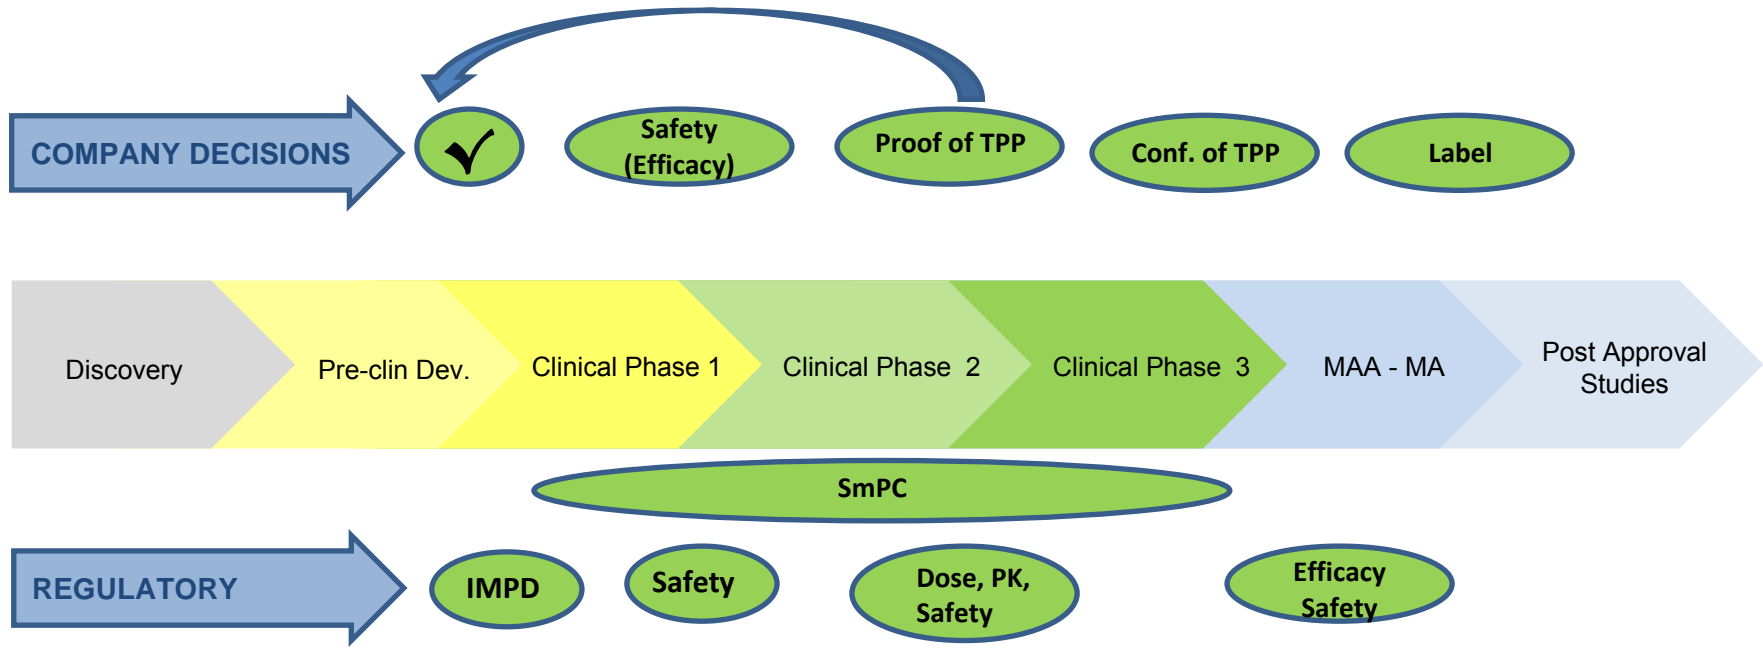 COMPANY DECISIONS
Safety
(Efficacy)
Proof of TPP
Conf. of TPP
Label
Discovery
Pre-clin Dev.
Clinical Phase 1
Clinical Phase 2
Clinical Phase 3
MAA - MA
Post Approval
Studies
SmPC
REGULATORY
IMPD
Safety
Dose, PK,
Safety
Efficacy
Safety